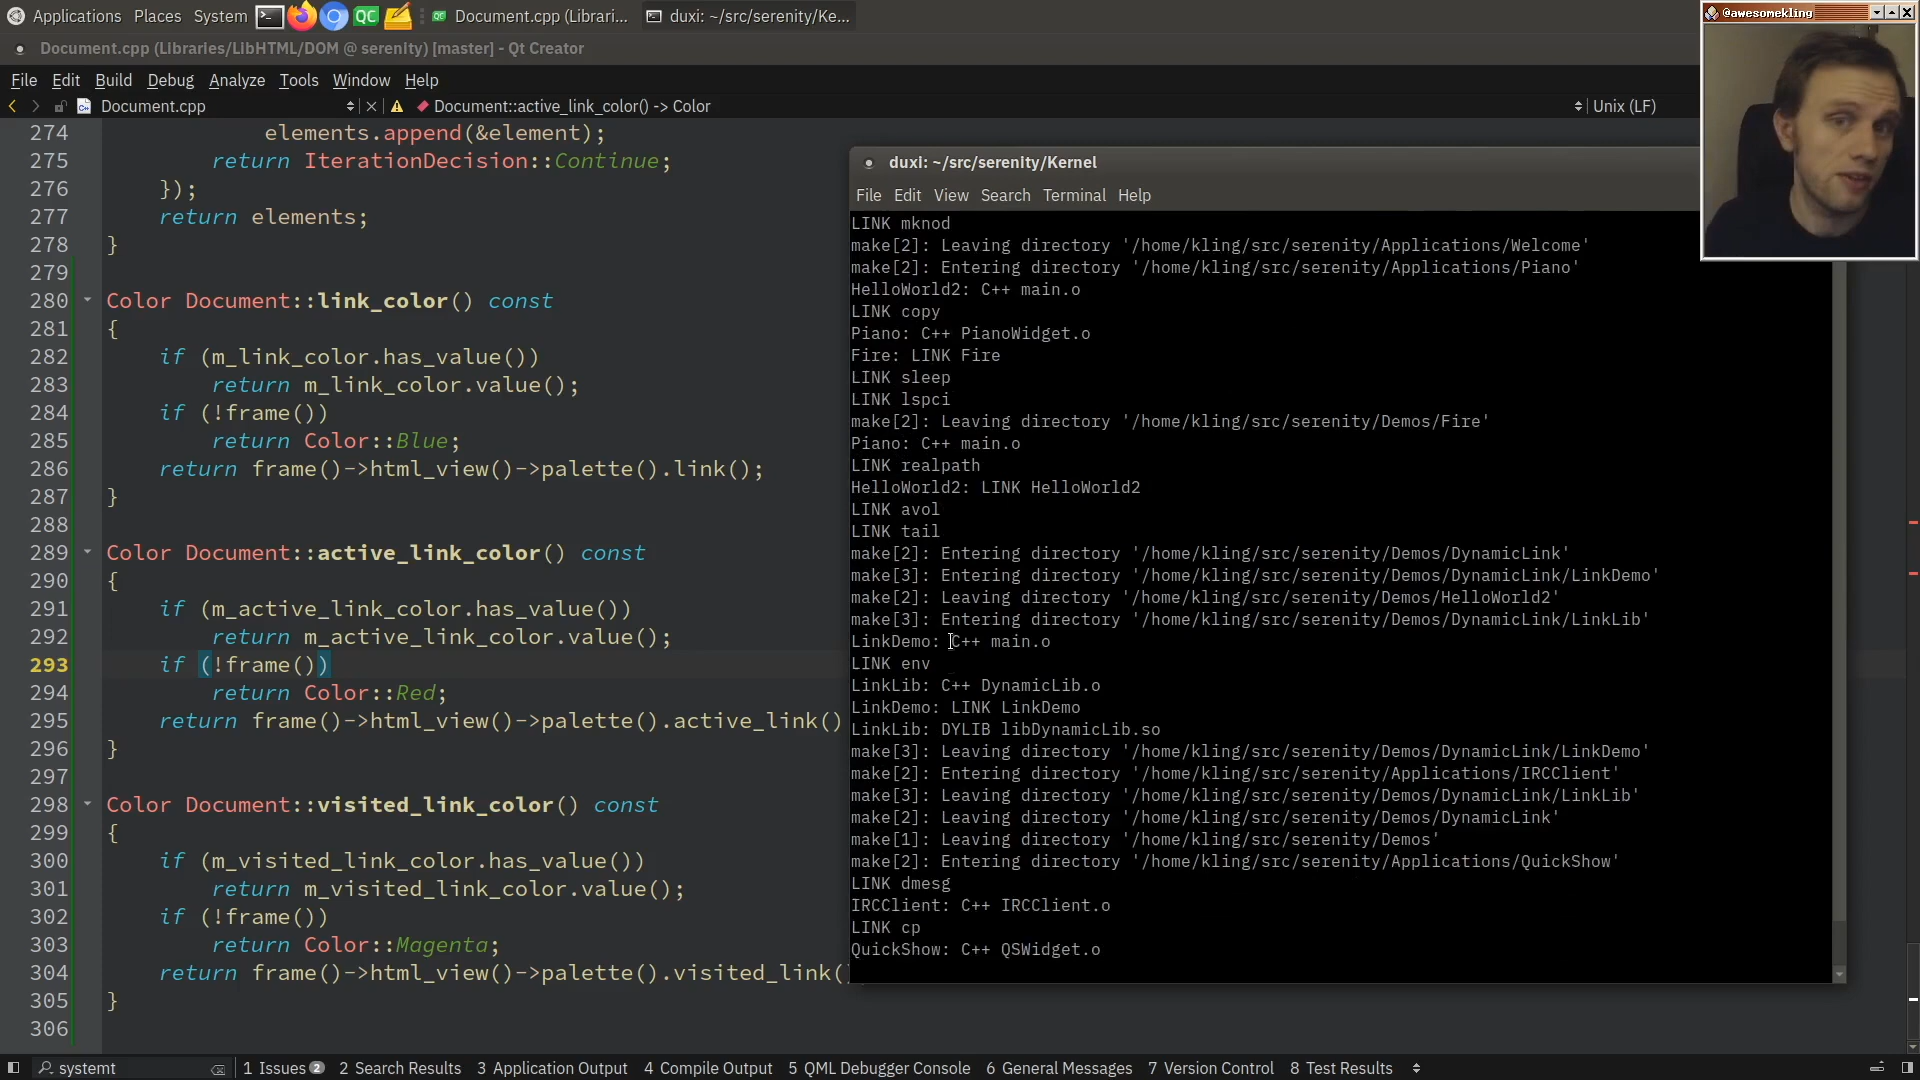 Applications Places System Document.cpp (Librari... duxi: ~/src/serenity/Ke...
@awesomekling
Document.cpp (Libraries/LibHTML/DOM @ serenity) [master] - Qt Creator
File Edit Build Debug Analyze Tools Window Help
Document.cpp Document::active_link_color() -> Color Unix (LF)
274 elements.append(&element);
275 return IterationDecision::Continue;
276 });
277 return elements;
278 }
279
280 Color Document::link_color() const
281 {
282 if (m_link_color.has_value())
283 return m_link_color.value();
284 if (!frame())
285 return Color::Blue;
286 return frame()->html_view()->palette().link();
287 }
288
289 Color Document::active_link_color() const
290 {
291 if (m_active_link_color.has_value())
292 return m_active_link_color.value();
293 if (!frame())
294 return Color::Red;
295 return frame()->html_view()->palette().active_link()
296 }
297
298 Color Document::visited_link_color() const
299 {
300 if (m_visited_link_color.has_value())
301 return m_visited_link_color.value();
302 if (!frame())
303 return Color::Magenta;
304 return frame()->html_view()->palette().visited_link(
305 }
306
duxi: ~/src/serenity/Kernel
File Edit View Search Terminal Help
LINK mknod
make[2]: Leaving directory '/home/kling/src/serenity/Applications/Welcome'
make[2]: Entering directory '/home/kling/src/serenity/Applications/Piano'
HelloWorld2: C++ main.o
LINK copy
Piano: C++ PianoWidget.o
Fire: LINK Fire
LINK sleep
LINK lspci
make[2]: Leaving directory '/home/kling/src/serenity/Demos/Fire'
Piano: C++ main.o
LINK realpath
HelloWorld2: LINK HelloWorld2
LINK avol
LINK tail
make[2]: Entering directory '/home/kling/src/serenity/Demos/DynamicLink'
make[3]: Entering directory '/home/kling/src/serenity/Demos/DynamicLink/LinkDemo'
make[2]: Leaving directory '/home/kling/src/serenity/Demos/HelloWorld2'
make[3]: Entering directory '/home/kling/src/serenity/Demos/DynamicLink/LinkLib'
LinkDemo: C++ main.o
LINK env
LinkLib: C++ DynamicLib.o
LinkDemo: LINK LinkDemo
LinkLib: DYLIB libDynamicLib.so
make[3]: Leaving directory '/home/kling/src/serenity/Demos/DynamicLink/LinkDemo'
make[2]: Entering directory '/home/kling/src/serenity/Applications/IRCClient'
make[3]: Leaving directory '/home/kling/src/serenity/Demos/DynamicLink/LinkLib'
make[2]: Leaving directory '/home/kling/src/serenity/Demos/DynamicLink'
make[1]: Leaving directory '/home/kling/src/serenity/Demos'
make[2]: Entering directory '/home/kling/src/serenity/Applications/QuickShow'
LINK dmesg
IRCClient: C++ IRCClient.o
LINK cp
QuickShow: C++ QSWidget.o
systemt 1 Issues 2 2 Search Results 3 Application Output 4 Compile Output 5 QML Debugger Console 6 General Messages 7 Version Control 8 Test Results